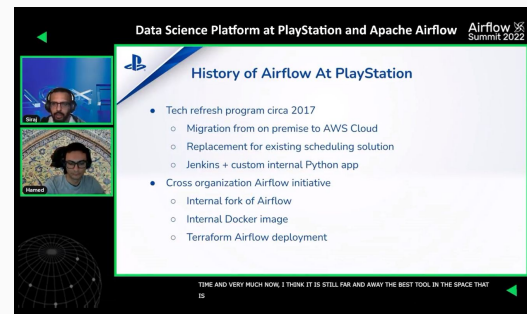 Data Science Platform at PlayStation and Apache Airflow
Airflow
Summit 2022
History of Airflow At PlayStation
● Tech refresh program circa 2017
○ Migration from on premise to AWS Cloud
○ Replacement for existing scheduling solution
○ Jenkins + custom internal Python app
● Cross organization Airflow initiative
○ Internal fork of Airflow
○ Internal Docker image
○ Terraform Airflow deployment
Siraj
Hamed
TIME AND VERY MUCH NOW, I THINK IT IS STILL FAR AND AWAY THE BEST TOOL IN THE SPACE THAT
IS